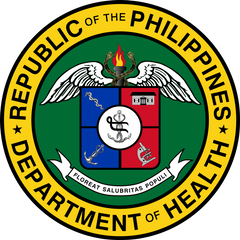 REPUBLIC OF THE PHILIPPINES
FLOREAT SALUBRITAS POPULI
DEPARTMENT OF HEALTH